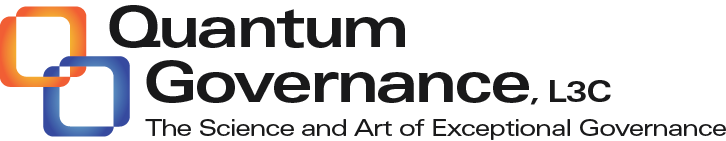 Quantum
Governance, L3C
The Science and Art of Exceptional Governance